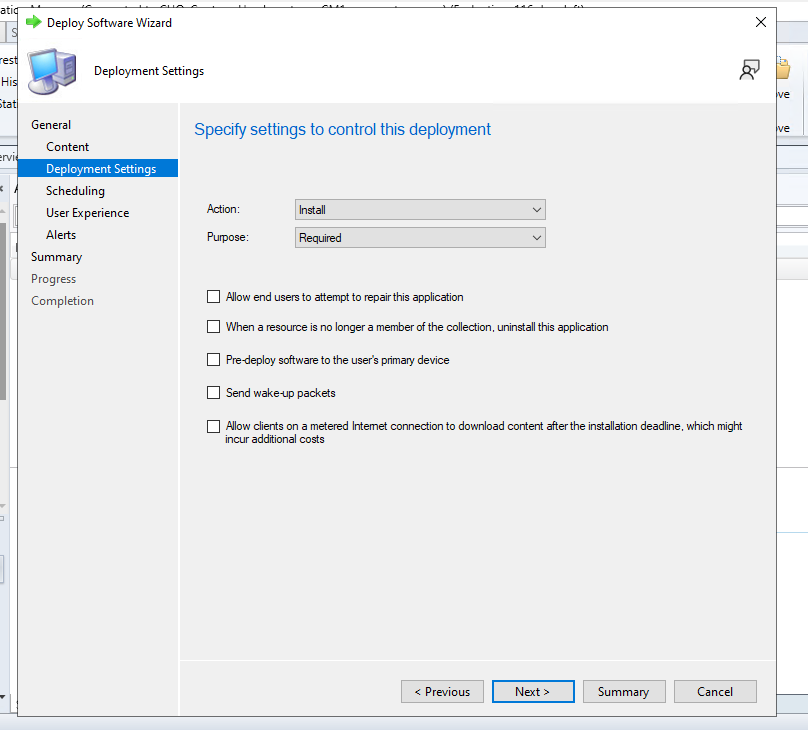 Deploy Software Wizard
Deployment Settings
General
Content
Deployment Settings
Scheduling
User Experience
Alerts
Summary
Progress
Completion
Specify settings to control this deployment
Action:
Install
Purpose:
Required
Allow end users to attempt to repair this application
When a resource is no longer a member of the collection, uninstall this application
Pre-deploy software to the user's primary device
Send wake-up packets
Allow clients on a metered Internet connection to download content after the installation deadline, which might
incur additional costs
< Previous
Next >
Summary
Cancel